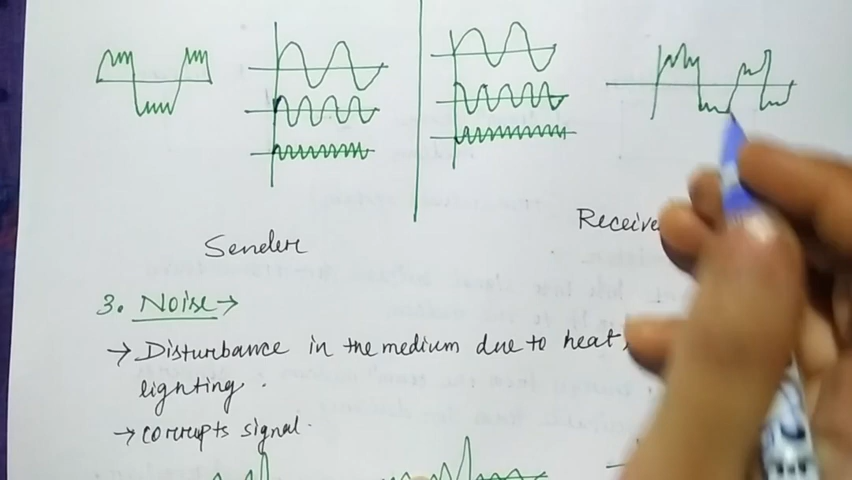 Sender
Receive
3. Noise →
→ Disturbance in the medium due to heat,
lighting.
→ corrupts signal.